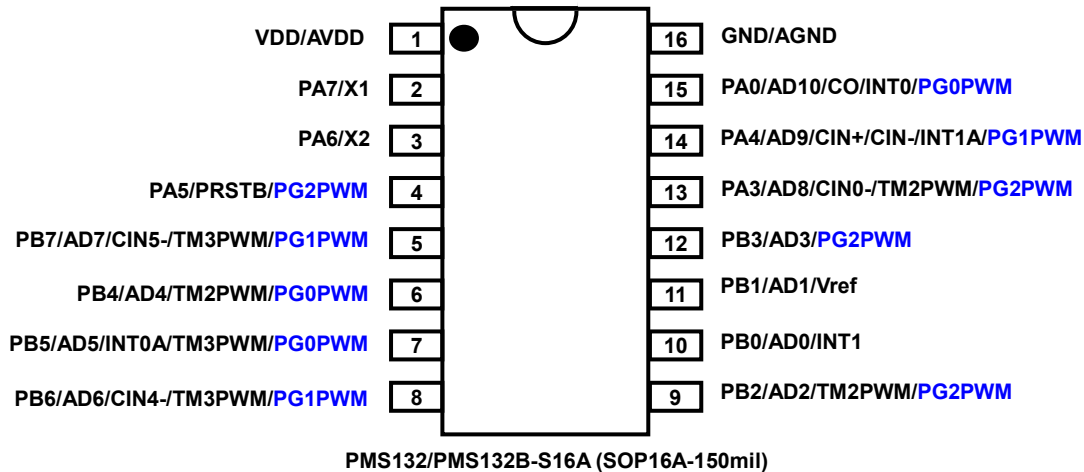 VDD/AVDD 1 16 GND/AGND
PA7/X1 2 15 PA0/AD10/CO/INT0/PG0PWM
PA6/X2 3 14 PA4/AD9/CIN+/CIN-/INT1A/PG1PWM
PA5/PRSTB/PG2PWM 4 13 PA3/AD8/CIN0-/TM2PWM/PG2PWM
PB7/AD7/CIN5-/TM3PWM/PG1PWM 5 12 PB3/AD3/PG2PWM
PB4/AD4/TM2PWM/PG0PWM 6 11 PB1/AD1/Vref
PB5/AD5/INT0A/TM3PWM/PG0PWM 7 10 PB0/AD0/INT1
PB6/AD6/CIN4-/TM3PWM/PG1PWM 8 9 PB2/AD2/TM2PWM/PG2PWM
PMS132/PMS132B-S16A (SOP16A-150mil)